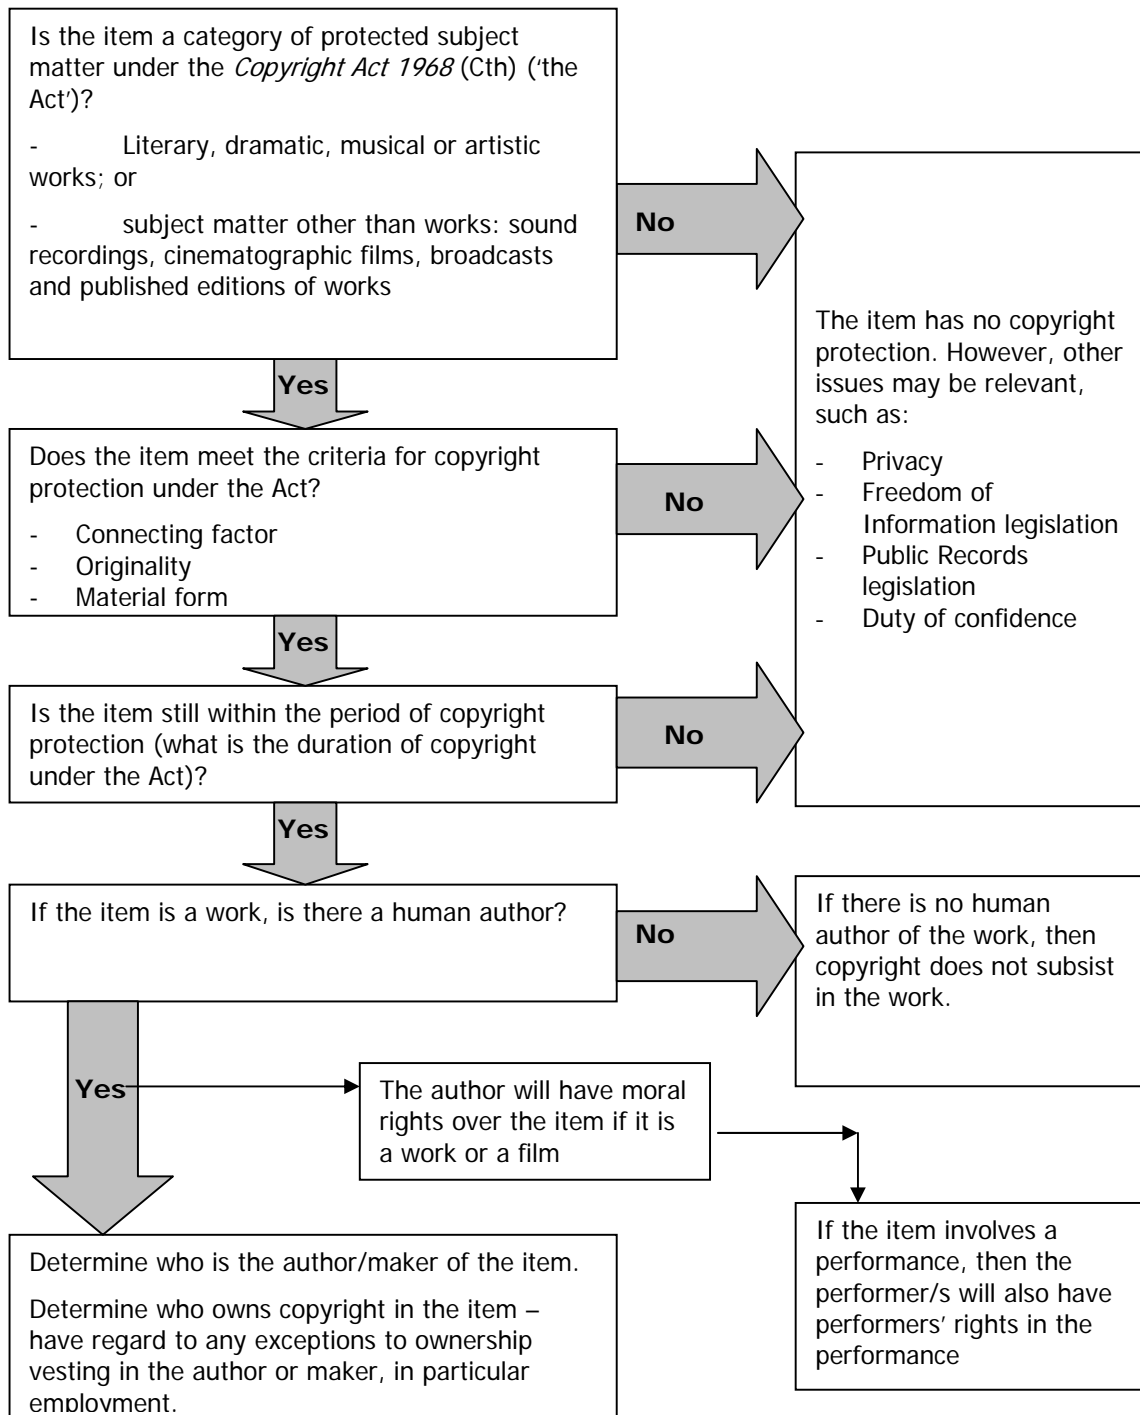 Is the item a category of protected subject
matter under the Copyright Act 1968 (Cth) ('the
Act')?
- Literary, dramatic, musical or artistic
works; or
- subject matter other than works: sound
recordings, cinematographic films, broadcasts
and published editions of works
No
The item has no copyright
protection. However, other
issues may be relevant,
such as:
- Privacy
- Freedom of
Information legislation
- Public Records
legislation
- Duty of confidence
Yes
Does the item meet the criteria for copyright
protection under the Act?
- Connecting factor
- Originality
- Material form
No
Yes
Is the item still within the period of copyright
protection (what is the duration of copyright
under the Act)?
No
Yes
If the item is a work, is there a human author?
No
If there is no human
author of the work, then
copyright does not subsist
in the work.
Yes
The author will have moral
rights over the item if it is
a work or a film
If the item involves a
performance, then the
performer/s will also have
performers' rights in the
performance
Determine who is the author/maker of the item.
Determine who owns copyright in the item –
have regard to any exceptions to ownership
vesting in the author or maker, in particular
employment.